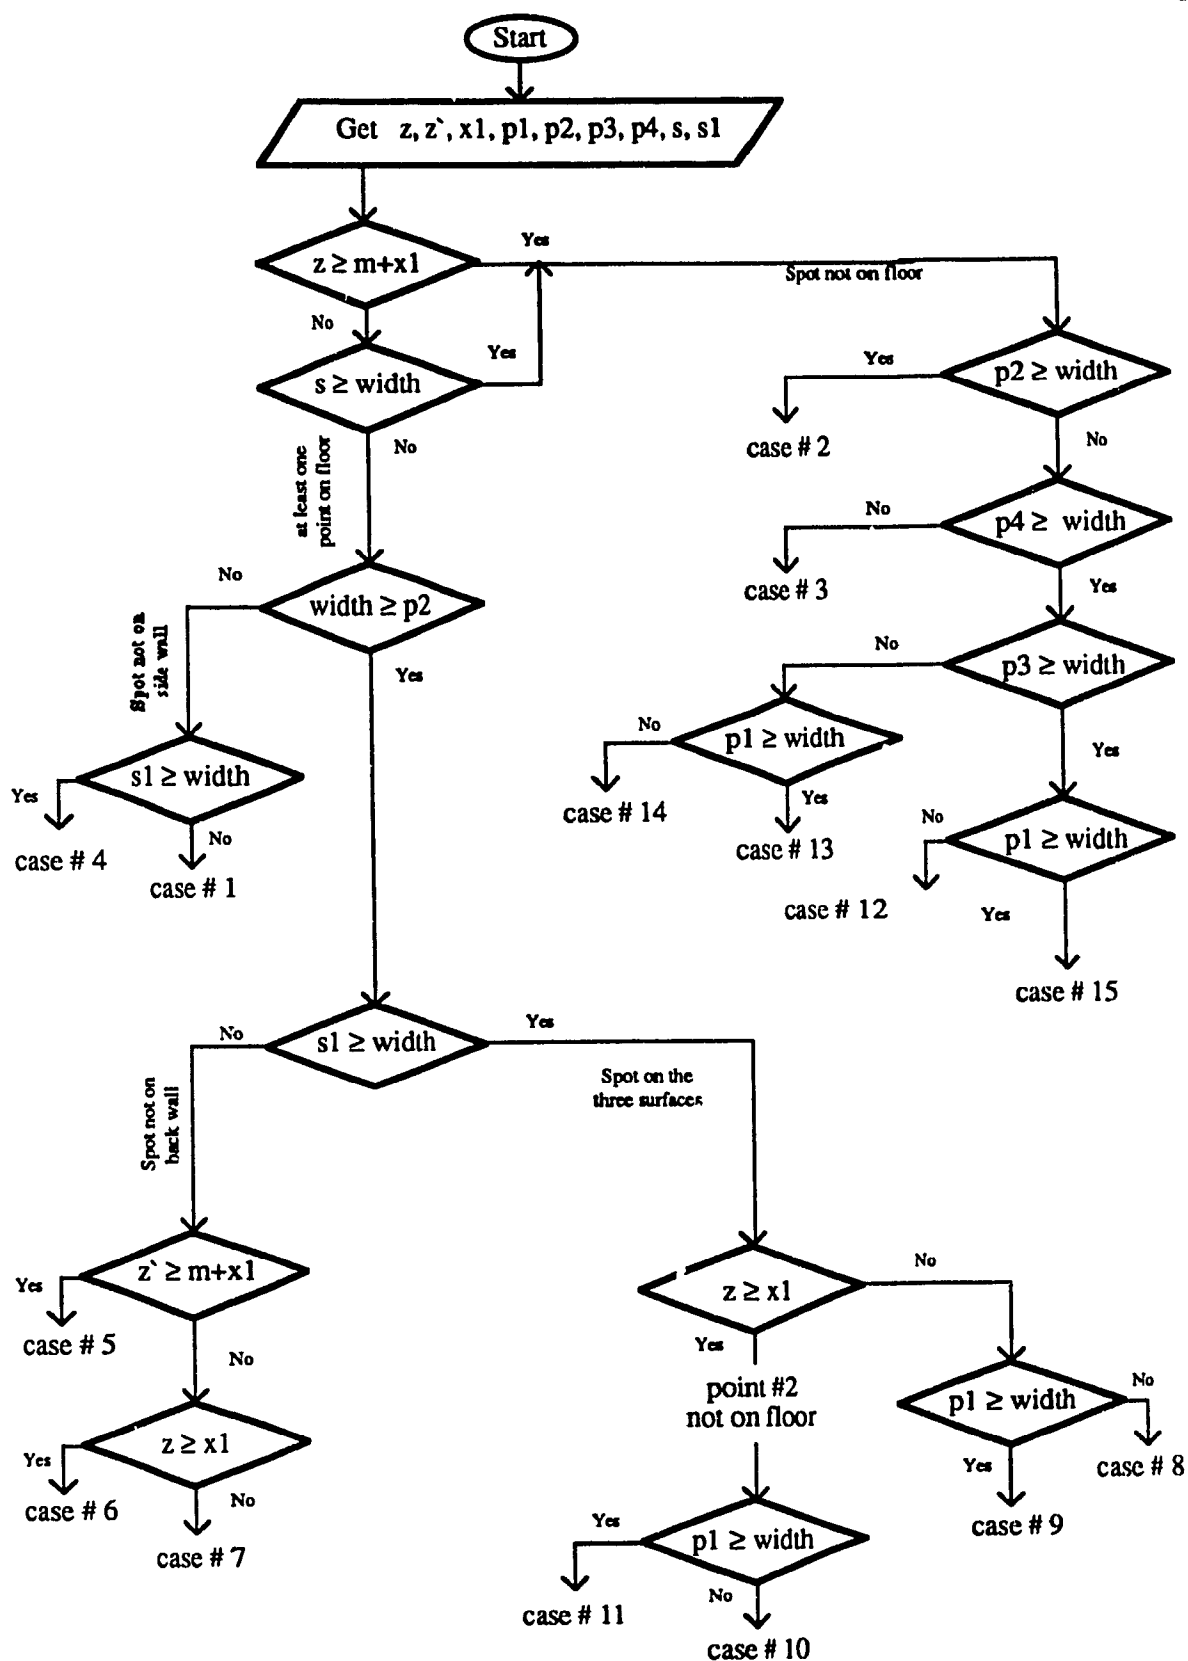 Start
Get z, z`, x1, p1, p2, p3, p4, s, s1
z ≥ m+x1
Yes
Spot not on floor
No
s ≥ width
Yes
No
at least one
point on floor
p2 ≥ width
Yes
case # 2
No
p4 ≥ width
No
case # 3
Yes
p3 ≥ width
No
p1 ≥ width
No
case # 14
Yes
case # 13
Yes
p1 ≥ width
No
case # 12
Yes
case # 15
width ≥ p2
No
Spot not on
side wall
s1 ≥ width
Yes
case # 4
No
case # 1
Yes
s1 ≥ width
No
Spot not on
back wall
Yes
Spot on the
three surfaces
z` ≥ m+x1
Yes
case # 5
No
z ≥ x1
Yes
case # 6
No
case # 7
z ≥ x1
No
Yes
point #2
not on floor
p1 ≥ width
No
case # 8
Yes
case # 9
p1 ≥ width
Yes
case # 11
No
case # 10